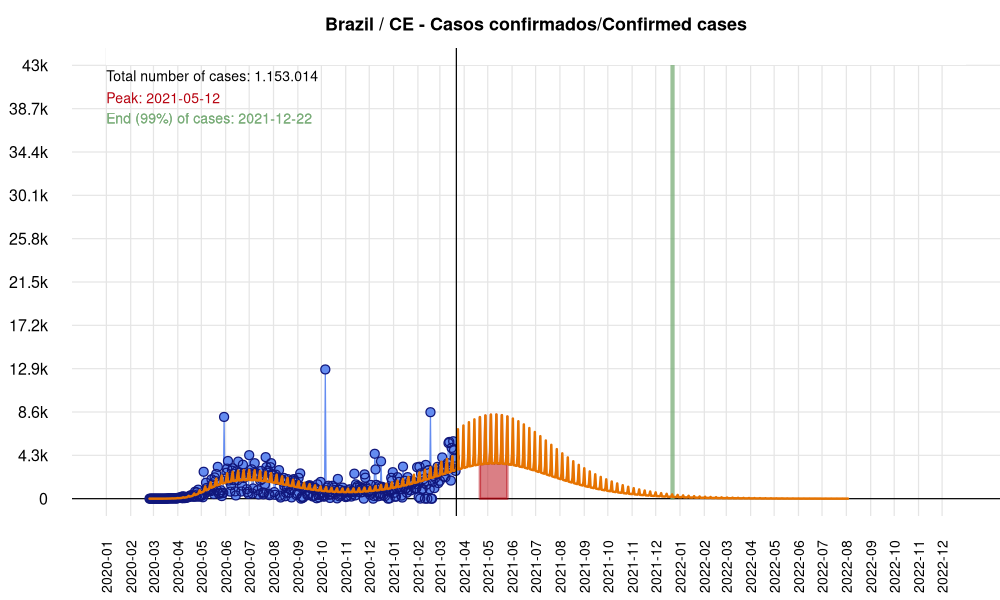 Brazil / CE - Casos confirmados/Confirmed cases
Total number of cases: 1.153.014
Peak: 2021-05-12
End (99%) of cases: 2021-12-22
43k
38.7k
34.4k
30.1k
25.8k
21.5k
17.2k
12.9k
8.6k
4.3k
0
2020-01
2020-02
2020-03
2020-04
2020-05
2020-06
2020-07
2020-08
2020-09
2020-10
2020-11
2020-12
2021-01
2021-02
2021-03
2021-04
2021-05
2021-06
2021-07
2021-08
2021-09
2021-10
2021-11
2021-12
2022-01
2022-02
2022-03
2022-04
2022-05
2022-06
2022-07
2022-08
2022-09
2022-10
2022-11
2022-12